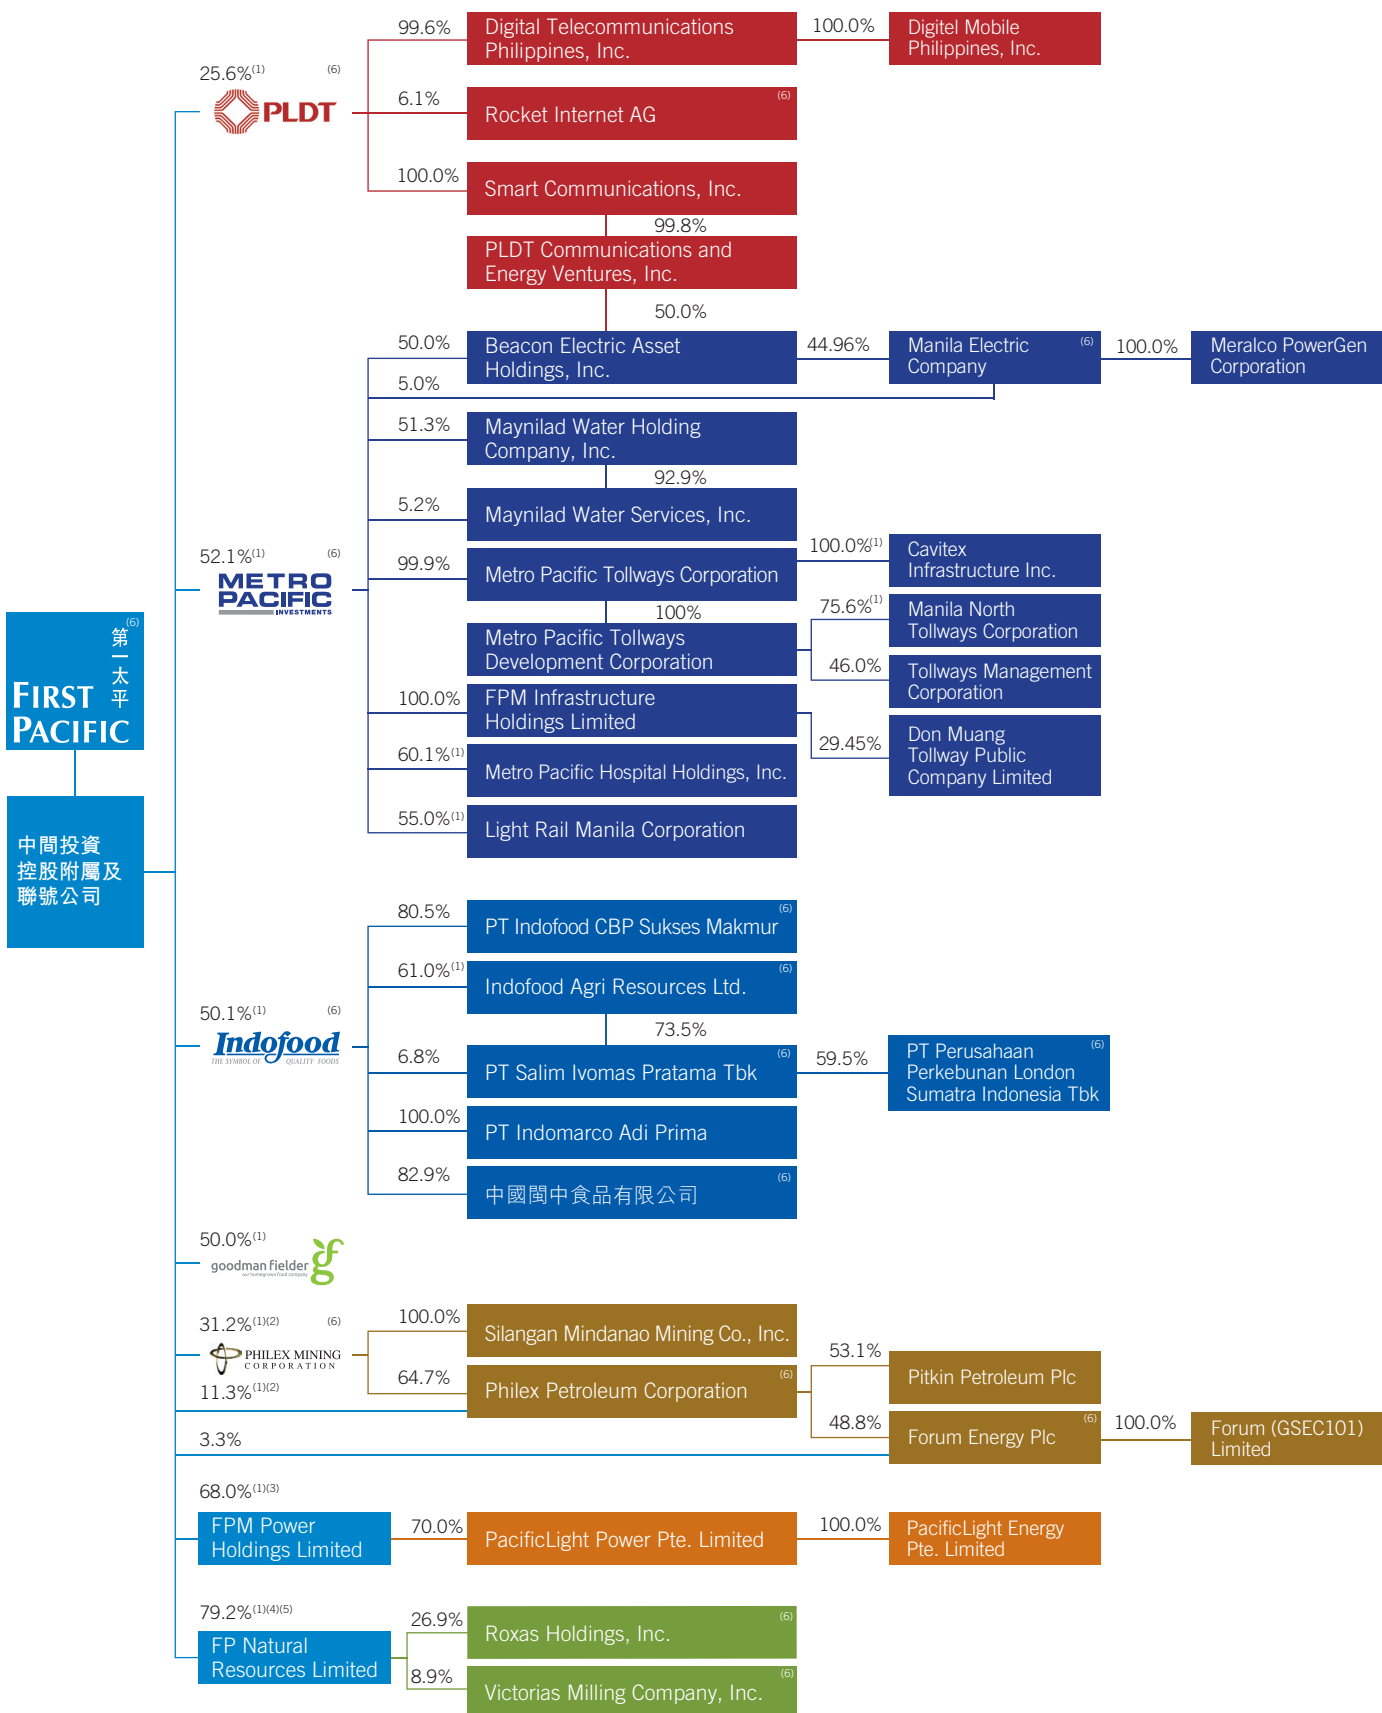 99.6%
Digital Telecommunications
Philippines, Inc.
100.0%
Digitel Mobile
Philippines, Inc.
25.6%(1)
(6)
PLDT
6.1%
Rocket Internet AG
(6)
100.0%
Smart Communications, Inc.
99.8%
PLDT Communications and
Energy Ventures, Inc.
50.0%
50.0%
Beacon Electric Asset
Holdings, Inc.
44.96%
Manila Electric
Company
(6)
100.0%
Meralco PowerGen
Corporation
5.0%
51.3%
Maynilad Water Holding
Company, Inc.
92.9%
5.2%
Maynilad Water Services, Inc.
52.1%(1)
(6)
METRO
PACIFIC
INVESTMENTS
99.9%
Metro Pacific Tollways Corporation
100.0%(1)
Cavitex
Infrastructure Inc.
100%
75.6%(1)
Manila North
Tollways Corporation
Metro Pacific Tollways
Development Corporation
46.0%
Tollways Management
Corporation
(6)
第一太平
FIRST
PACIFIC
100.0%
FPM Infrastructure
Holdings Limited
29.45%
Don Muang
Tollway Public
Company Limited
60.1%(1)
Metro Pacific Hospital Holdings, Inc.
55.0%(1)
Light Rail Manila Corporation
中間投資
控股附屬及
聯號公司
80.5%
PT Indofood CBP Sukses Makmur
(6)
61.0%(1)
Indofood Agri Resources Ltd.
(6)
50.1%(1)
(6)
Indofood
THE SYMBOL OF QUALITY FOODS
73.5%
6.8%
PT Salim Ivomas Pratama Tbk
(6)
59.5%
PT Perusahaan
Perkebunan London
Sumatra Indonesia Tbk
(6)
100.0%
PT Indomarco Adi Prima
82.9%
中國閩中食品有限公司
(6)
50.0%(1)
goodman fielder
our homegrown food company
gf
31.2%(1)(2)
(6)
PHILEX MINING
CORPORATION
100.0%
Silangan Mindanao Mining Co., Inc.
64.7%
Philex Petroleum Corporation
(6)
53.1%
Pitkin Petroleum Plc
11.3%(1)(2)
48.8%
Forum Energy Plc
(6)
100.0%
Forum (GSEC101)
Limited
3.3%
68.0%(1)(3)
FPM Power
Holdings Limited
70.0%
PacificLight Power Pte. Limited
100.0%
PacificLight Energy
Pte. Limited
79.2%(1)(4)(5)
FP Natural
Resources Limited
26.9%
Roxas Holdings, Inc.
(6)
8.9%
Victorias Milling Company, Inc.
(6)